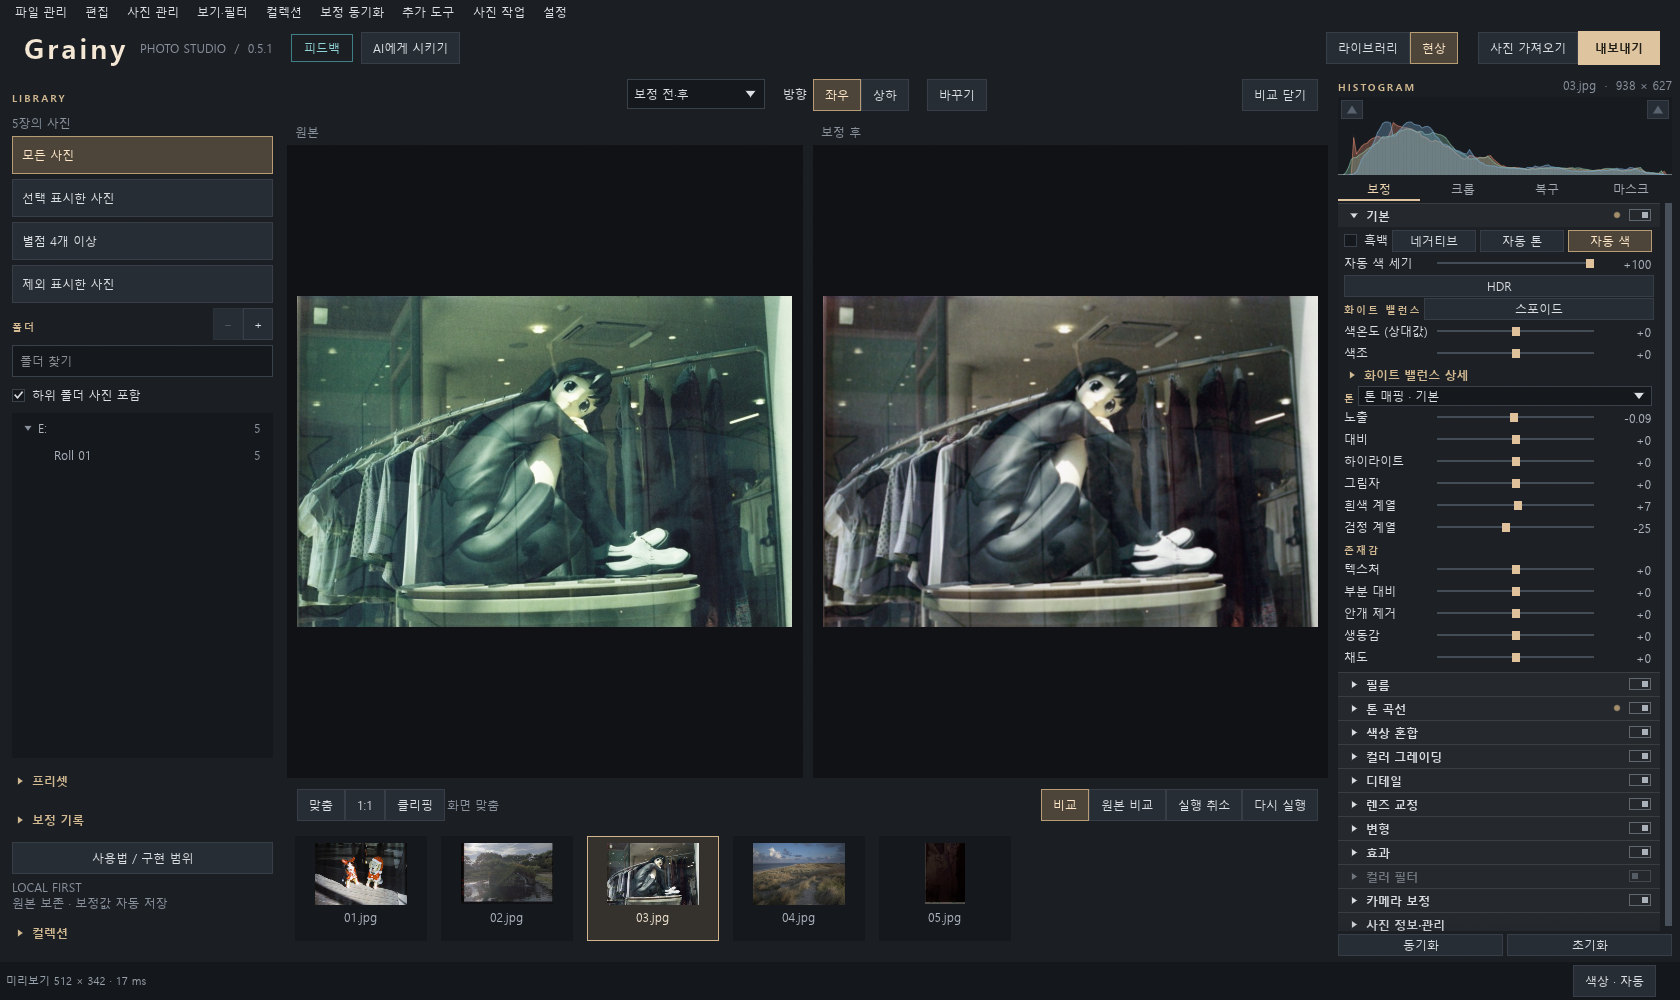 파일 관리 편집 사진 관리 보기·필터 컬렉션 보정 동기화 추가 도구 사진 작업 설정
Grainy PHOTO STUDIO / 0.5.1 피드백 AI에게 시키기 라이브러리 현상 사진 가져오기 내보내기
LIBRARY
5장의 사진
모든 사진
선택 표시한 사진
별점 4개 이상
제외 표시한 사진
폴더 - +
폴더 찾기
하위 폴더 사진 포함
E: 5
Roll 01 5
프리셋
보정 기록
사용법 / 구현 범위
LOCAL FIRST
원본 보존 · 보정값 자동 저장
컬렉션
보정 전·후 방향 좌우 상하 바꾸기 비교 닫기
원본 보정 후
맞춤 1:1 클리핑 화면 맞춤 비교 원본 비교 실행 취소 다시 실행
01.jpg 02.jpg 03.jpg 04.jpg 05.jpg
HISTOGRAM 03.jpg · 938 × 627
보정 크롭 복구 마스크
기본
흑백 네거티브 자동 톤 자동 색
자동 색 세기 +100
HDR
화이트 밸런스 스포이드
색온도 (상대값) +0
색조 +0
화이트 밸런스 상세
톤 톤 매핑 · 기본
노출 -0.09
대비 +0
하이라이트 +0
그림자 +0
흰색 계열 +7
검정 계열 -25
존재감
텍스처 +0
부분 대비 +0
안개 제거 +0
생동감 +0
채도 +0
필름
톤 곡선
색상 혼합
컬러 그레이딩
디테일
렌즈 교정
변형
효과
컬러 필터
카메라 보정
사진 정보·관리
동기화 초기화
미리보기 512 × 342 · 17 ms 색상 · 자동